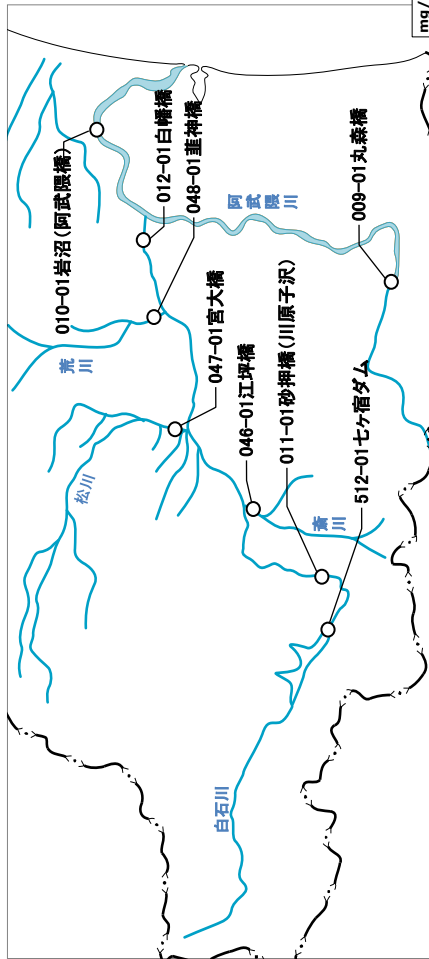 010-01岩沼(阿武隈橋)
012-01白幡橋
048-01韮神橋
阿武隈川
009-01丸森橋
荒川
047-01宮大橋
松川
046-01江坪橋
011-01砂押橋(川原子沢)
斎川
512-01七ヶ宿ダム
白石川
mg/